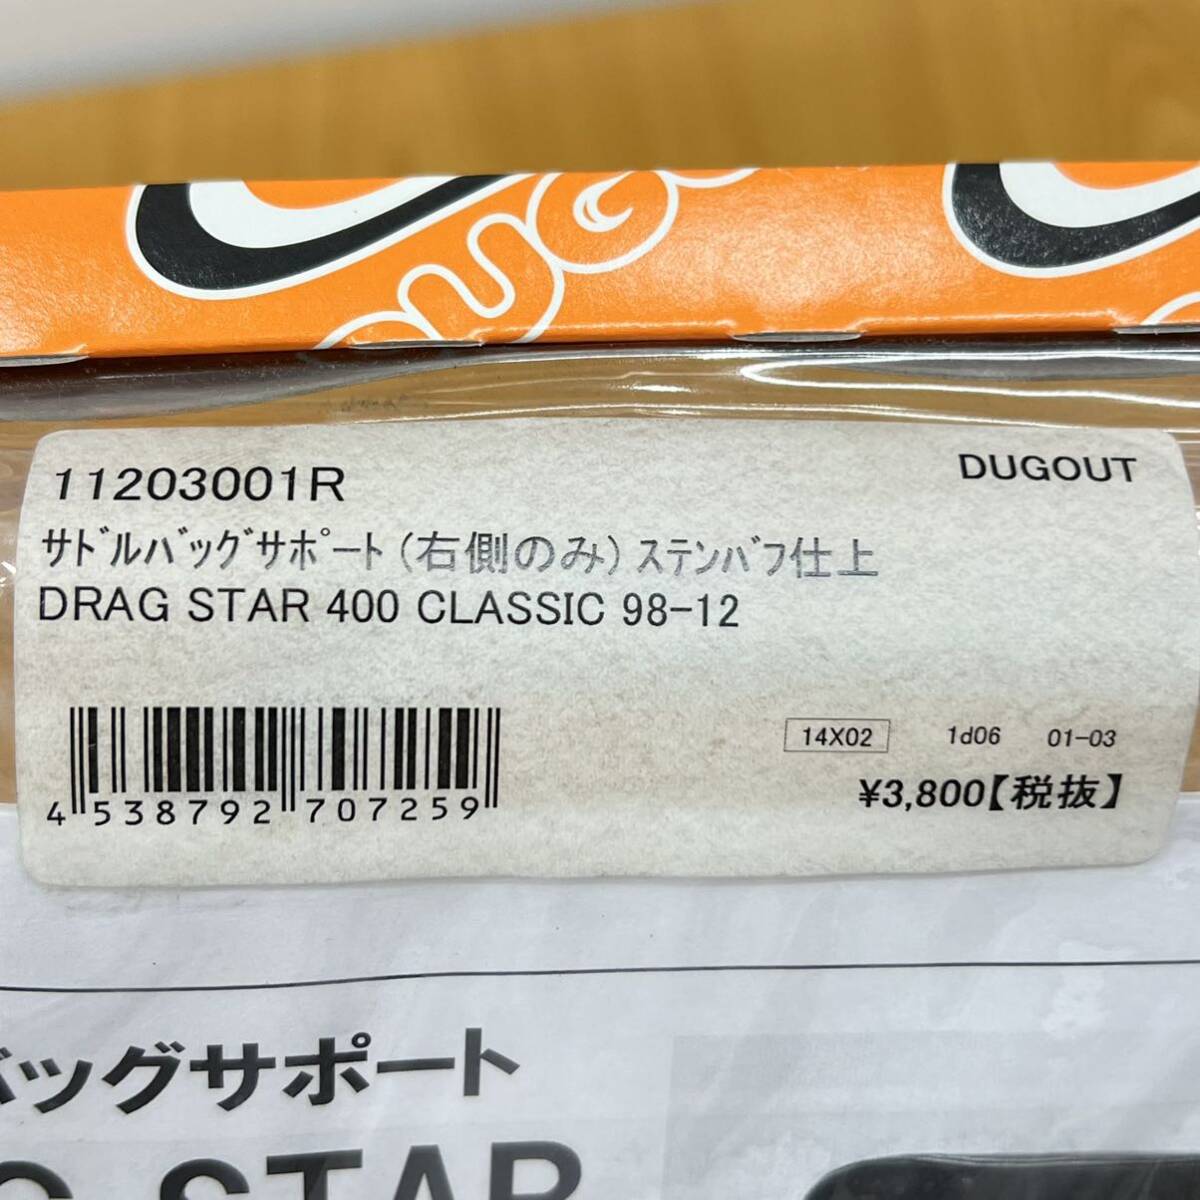 11203001R
DUGOUT
ｻﾄﾞﾙﾊﾞｯｸﾞｻﾎﾟｰﾄ(右側のみ)ｽﾃﾝﾊﾞﾌ仕上
DRAG STAR 400 CLASSIC 98-12
14X02 1d06 01-03
¥3,800【税抜】
4 538792 707259
バッグサポート
STAR